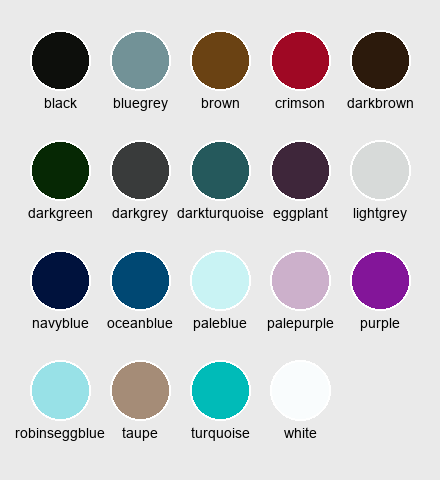 black bluegrey brown crimson darkbrown
darkgreen darkgrey darkturquoise eggplant lightgrey
navyblue oceanblue paleblue palepurple purple
robinseggblue taupe turquoise white